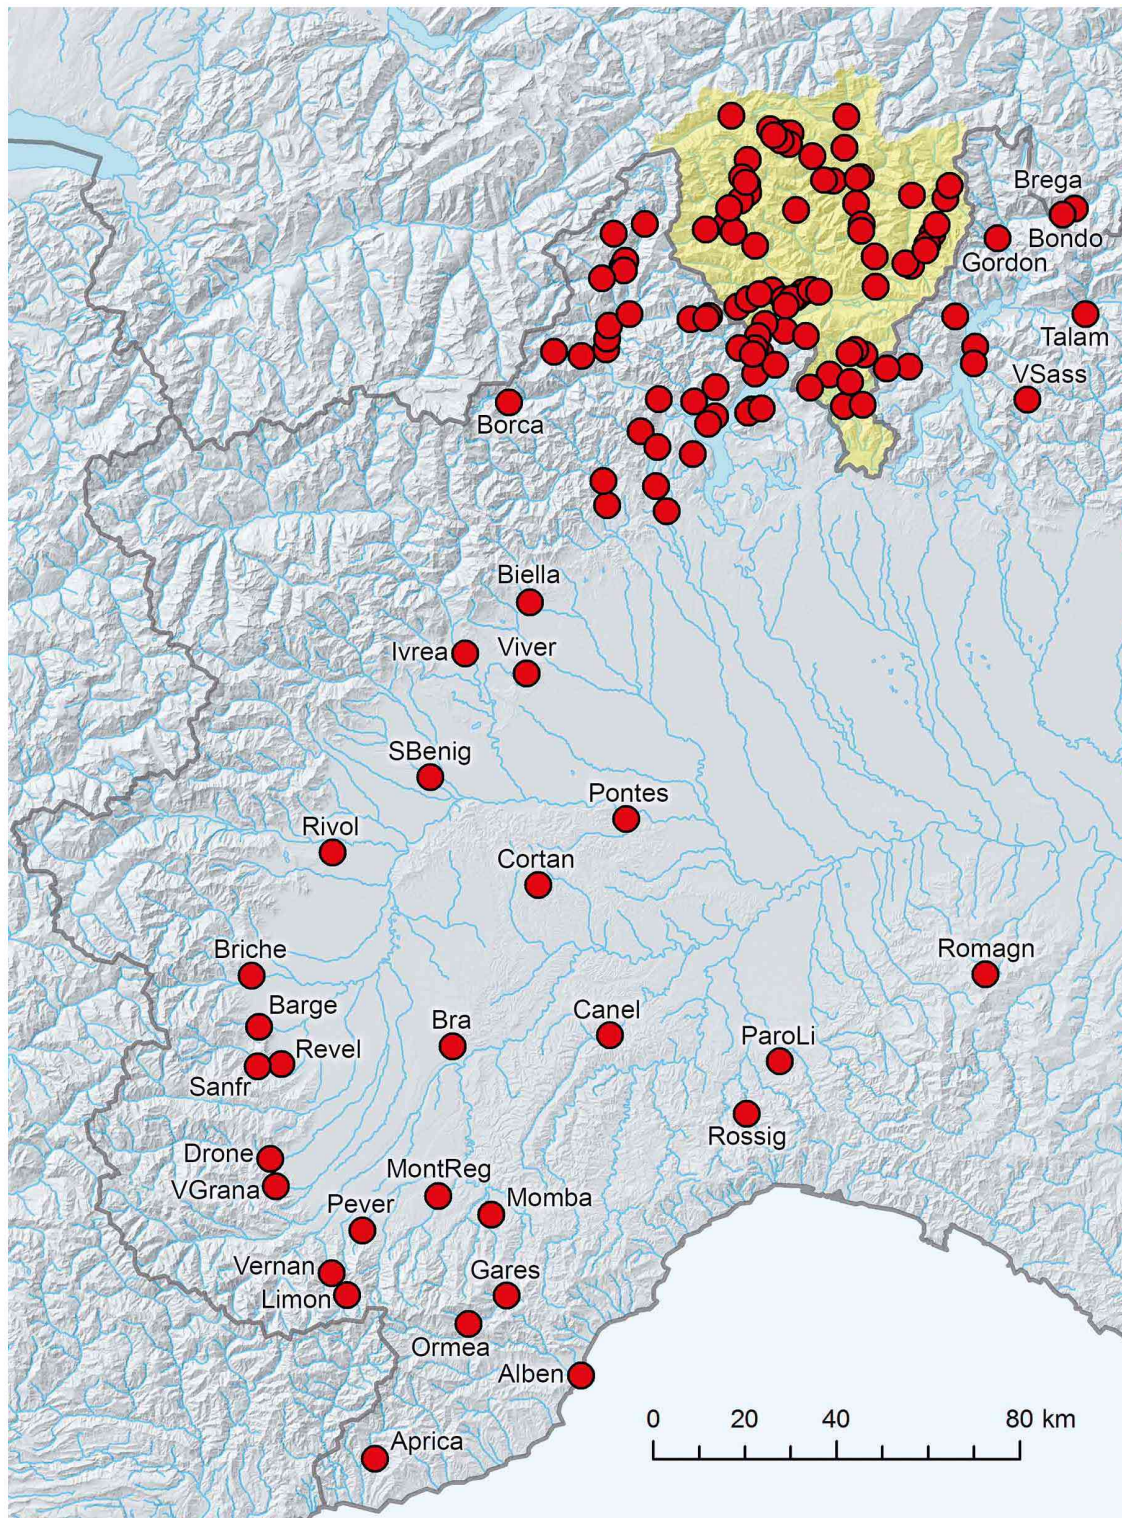 Brega
Bondo
Gordon
Talam
VSass
Borca
Biella
Ivrea
Viver
SBenig
Pontes
Rivol
Cortan
Briche
Romagn
Barge
Canel
Bra
ParoLi
Revel
Sanfr
Rossig
Drone
MontReg
VGrana
Momba
Pever
Vernan
Gares
Limon
Ormea
Alben
0 20 40 80 km
Aprica